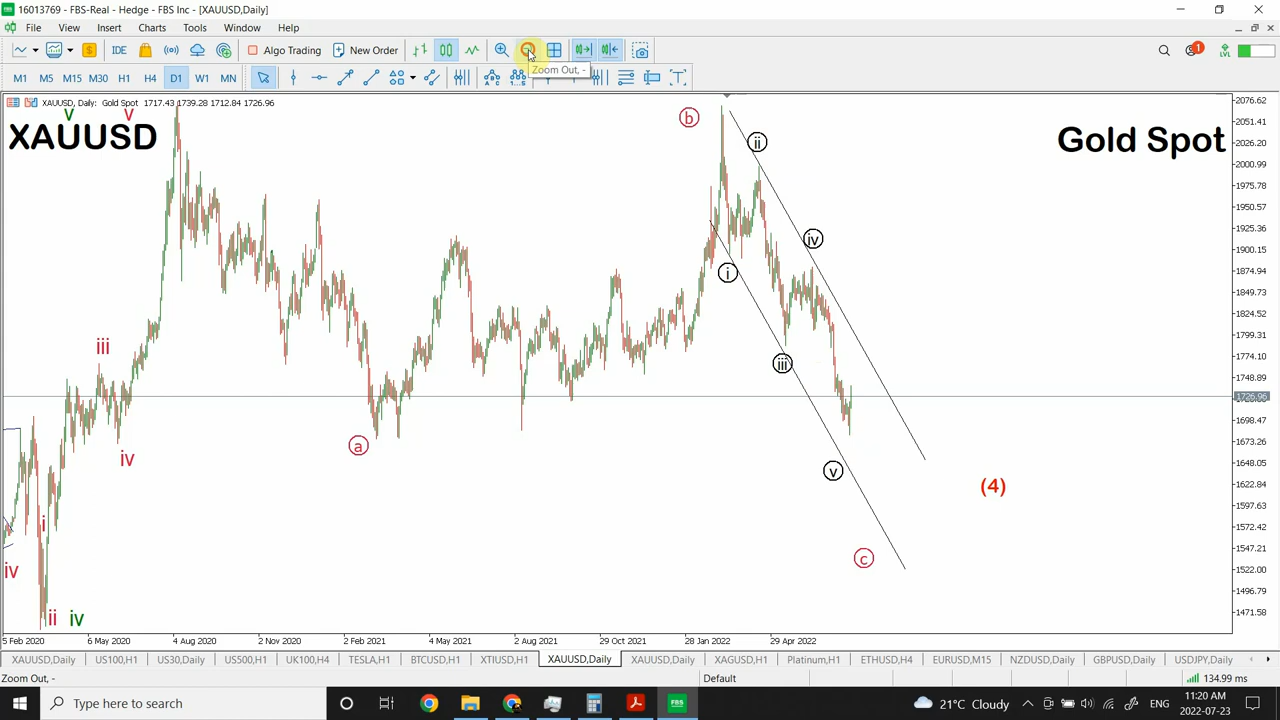 16013769 - FBS-Real - Hedge - FBS Inc - [XAUUSD,Daily]
File View Insert Charts Tools Window Help
IDE Algo Trading New Order 1 LVL
M1 M5 M15 M30 H1 H4 D1 W1 MN
Zoom Out, -
XAUUSD, Daily: Gold Spot 1717.43 1739.28 1712.84 1726.96
XAUUSD
Gold Spot
v v
iii
iv
i
iv
ii iv
a
b
ii
i
iv
iii
v
(4)
c
2076.62
2051.41
2026.20
2000.99
1975.78
1950.57
1925.36
1900.15
1874.94
1849.73
1824.52
1799.31
1774.10
1748.89
1726.96
1698.47
1673.26
1648.05
1622.84
1597.63
1572.42
1547.21
1522.00
1496.79
1471.58
5 Feb 2020 6 May 2020 4 Aug 2020 2 Nov 2020 2 Feb 2021 4 May 2021 2 Aug 2021 29 Oct 2021 28 Jan 2022 29 Apr 2022
XAUUSD,Daily US100,H1 US30,Daily US500,H1 UK100,H4 TESLA,H1 BTCUSD,H1 XTIUSD,H1 XAUUSD,Daily XAUUSD,Daily XAGUSD,H1 Platinum,H1 ETHUSD,H4 EURUSD,M15 NZDUSD,Daily GBPUSD,Daily USDJPY,Daily
Zoom Out, - Default 134.99 ms
Type here to search FBS 21°C Cloudy ENG 11:20 AM
2022-07-23